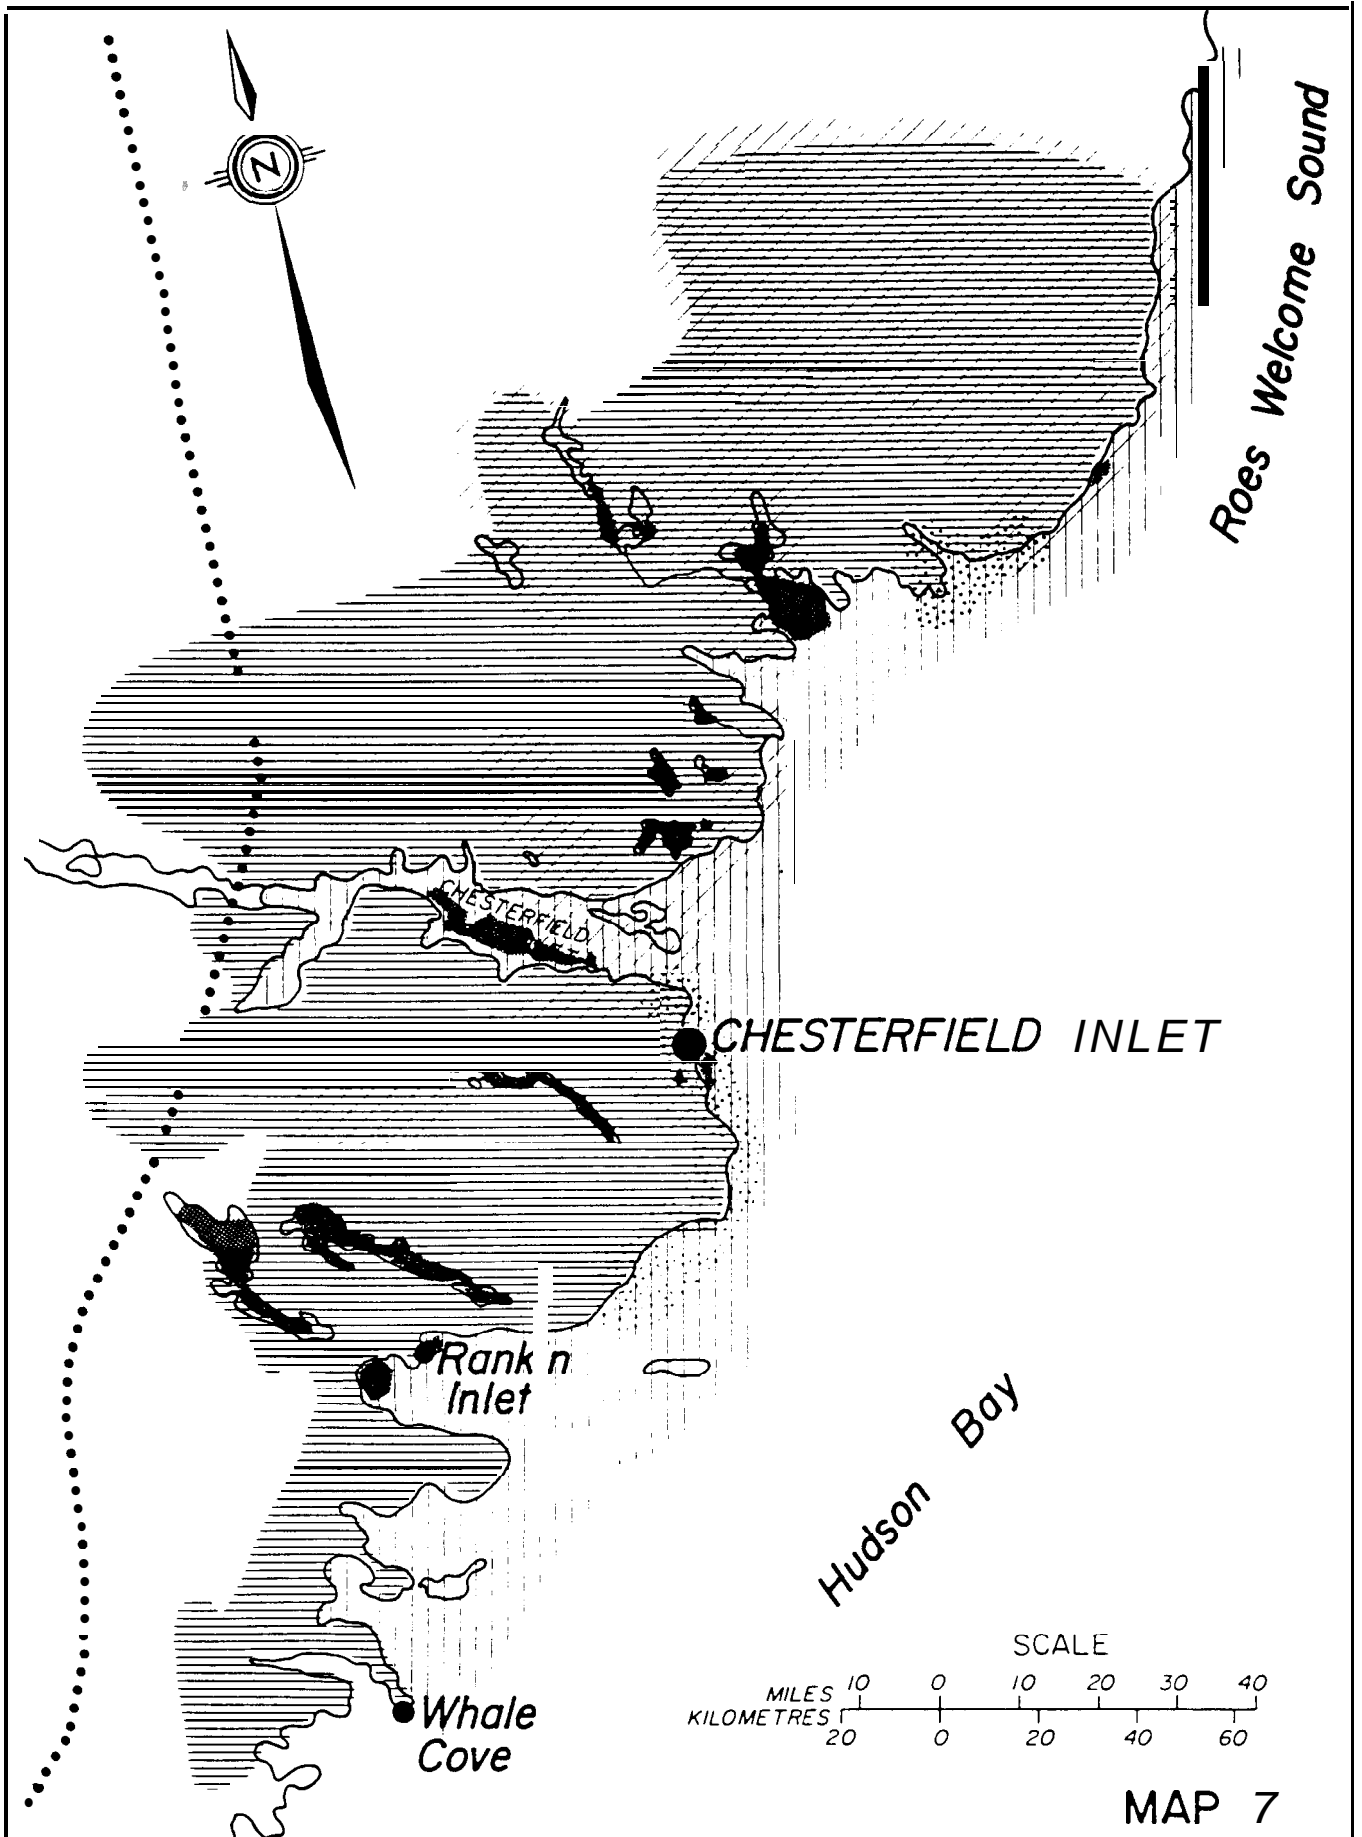 N
Roes Welcome Sound
CHESTERFIELD
CHESTERFIELD INLET
Rank n
Inlet
Hudson Bay
Whale
Cove
SCALE
MILES 10 0 10 20 30 40
KILOMETRES 20 0 20 40 60
MAP 7